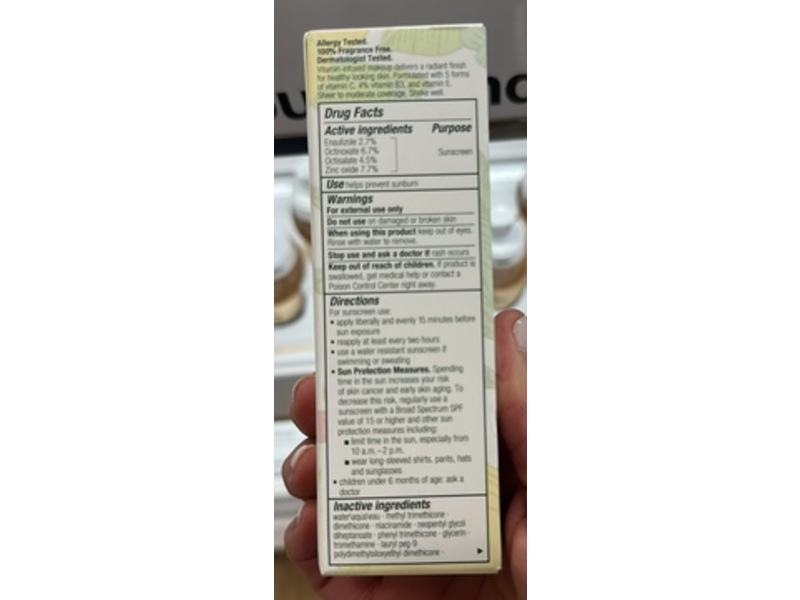 Allergy Tested.
100% Fragrance Free.
Dermatologist Tested.
Vitamin-infused makeup delivers a radiant finish
for healthy-looking skin. Formulated with 5 forms
of vitamin C, 4% vitamin B3, and vitamin E.
Sheer to moderate coverage. Shake well.
Drug Facts
Active ingredients Purpose
Ensulizole 2.7%
Octinoxate 6.7%
Octisalate 4.5%
Zinc oxide 7.7%
Sunscreen
Use helps prevent sunburn
Warnings
For external use only
Do not use on damaged or broken skin
When using this product keep out of eyes.
Rinse with water to remove.
Stop use and ask a doctor if rash occurs
Keep out of reach of children. If product is
swallowed, get medical help or contact a
Poison Control Center right away.
Directions
For sunscreen use:
• apply liberally and evenly 15 minutes before
sun exposure
• reapply at least every two hours
• use a water resistant sunscreen if
swimming or sweating
• Sun Protection Measures. Spending
time in the sun increases your risk
of skin cancer and early skin aging. To
decrease this risk, regularly use a
sunscreen with a Broad Spectrum SPF
value of 15 or higher and other sun
protection measures including:
■ limit time in the sun, especially from
10 a.m.–2 p.m.
■ wear long-sleeved shirts, pants, hats
and sunglasses
• children under 6 months of age: ask a
doctor
Inactive ingredients
water\aqua\eau · methyl trimethicone ·
dimethicone · niacinamide · neopentyl glycol
diheptanoate · phenyl trimethicone · glycerin ·
tromethamine · lauryl peg-9
polydimethylsiloxyethyl dimethicone ·